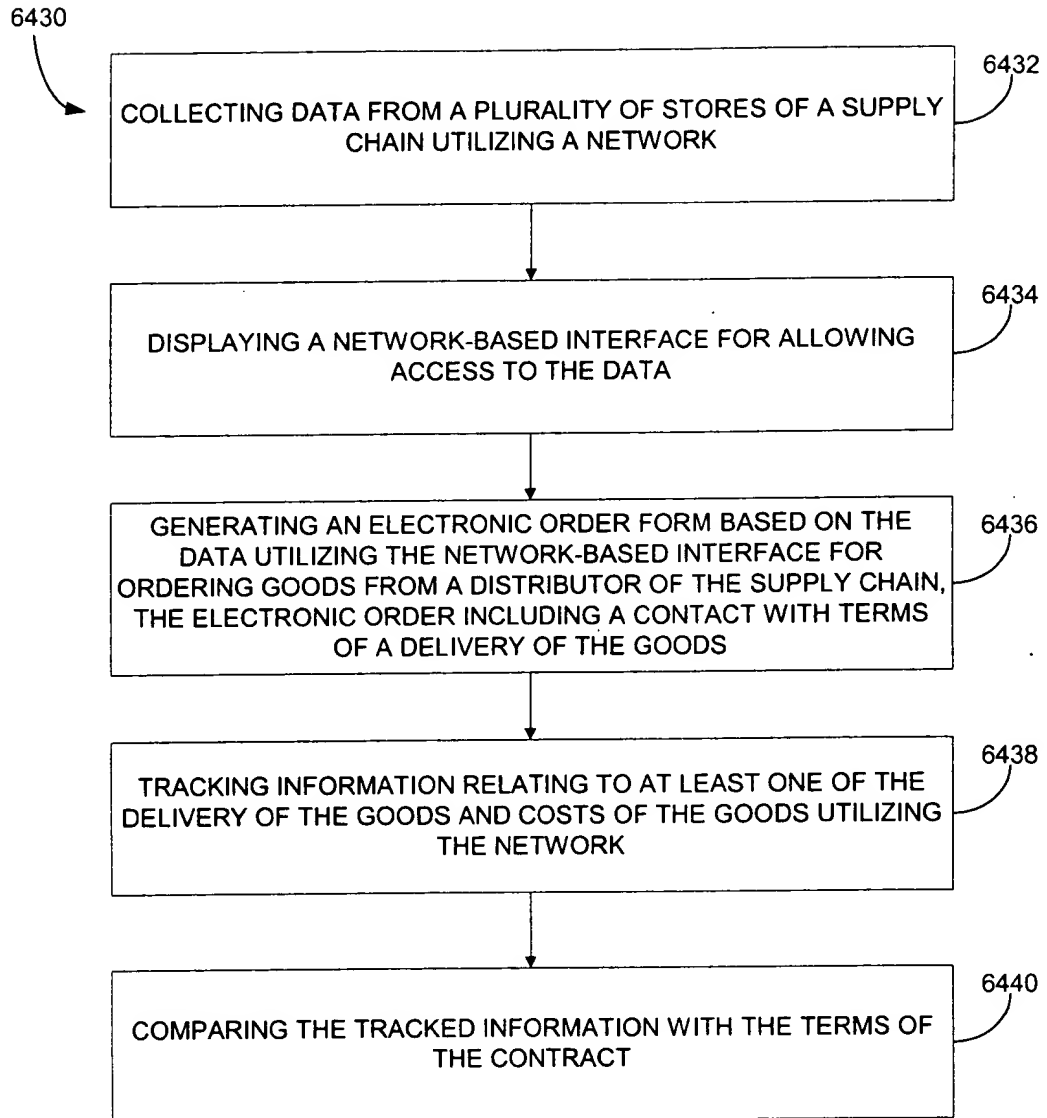 6430
6432
COLLECTING DATA FROM A PLURALITY OF STORES OF A SUPPLY
CHAIN UTILIZING A NETWORK
6434
DISPLAYING A NETWORK-BASED INTERFACE FOR ALLOWING
ACCESS TO THE DATA
6436
GENERATING AN ELECTRONIC ORDER FORM BASED ON THE
DATA UTILIZING THE NETWORK-BASED INTERFACE FOR
ORDERING GOODS FROM A DISTRIBUTOR OF THE SUPPLY CHAIN,
THE ELECTRONIC ORDER INCLUDING A CONTACT WITH TERMS
OF A DELIVERY OF THE GOODS
6438
TRACKING INFORMATION RELATING TO AT LEAST ONE OF THE
DELIVERY OF THE GOODS AND COSTS OF THE GOODS UTILIZING
THE NETWORK
6440
COMPARING THE TRACKED INFORMATION WITH THE TERMS OF
THE CONTRACT